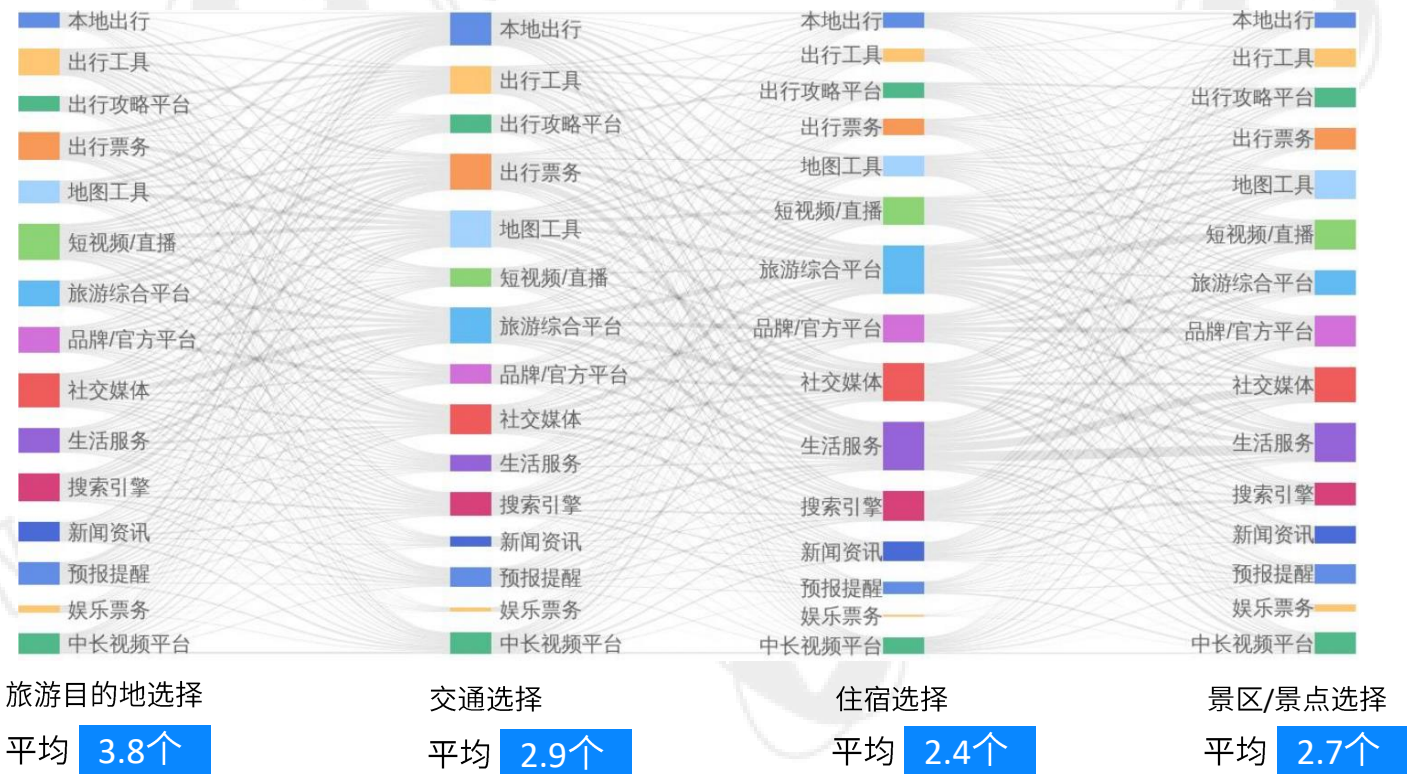 本地出行
出行工具
出行攻略平台
出行票务
地图工具
短视频/直播
旅游综合平台
品牌/官方平台
社交媒体
生活服务
搜索引擎
新闻资讯
预报提醒
娱乐票务
中长视频平台
旅游目的地选择
平均 3.8个
本地出行
出行工具
出行攻略平台
出行票务
地图工具
短视频/直播
旅游综合平台
品牌/官方平台
社交媒体
生活服务
搜索引擎
新闻资讯
预报提醒
娱乐票务
中长视频平台
交通选择
平均 2.9个
本地出行
出行工具
出行攻略平台
出行票务
地图工具
短视频/直播
旅游综合平台
品牌/官方平台
社交媒体
生活服务
搜索引擎
新闻资讯
预报提醒
娱乐票务
中长视频平台
住宿选择
平均 2.4个
本地出行
出行工具
出行攻略平台
出行票务
地图工具
短视频/直播
旅游综合平台
品牌/官方平台
社交媒体
生活服务
搜索引擎
新闻资讯
预报提醒
娱乐票务
中长视频平台
景区/景点选择
平均 2.7个